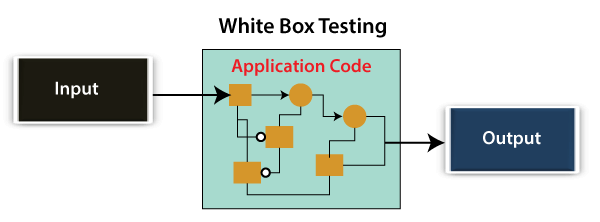 White Box Testing
Application Code
Input
Output